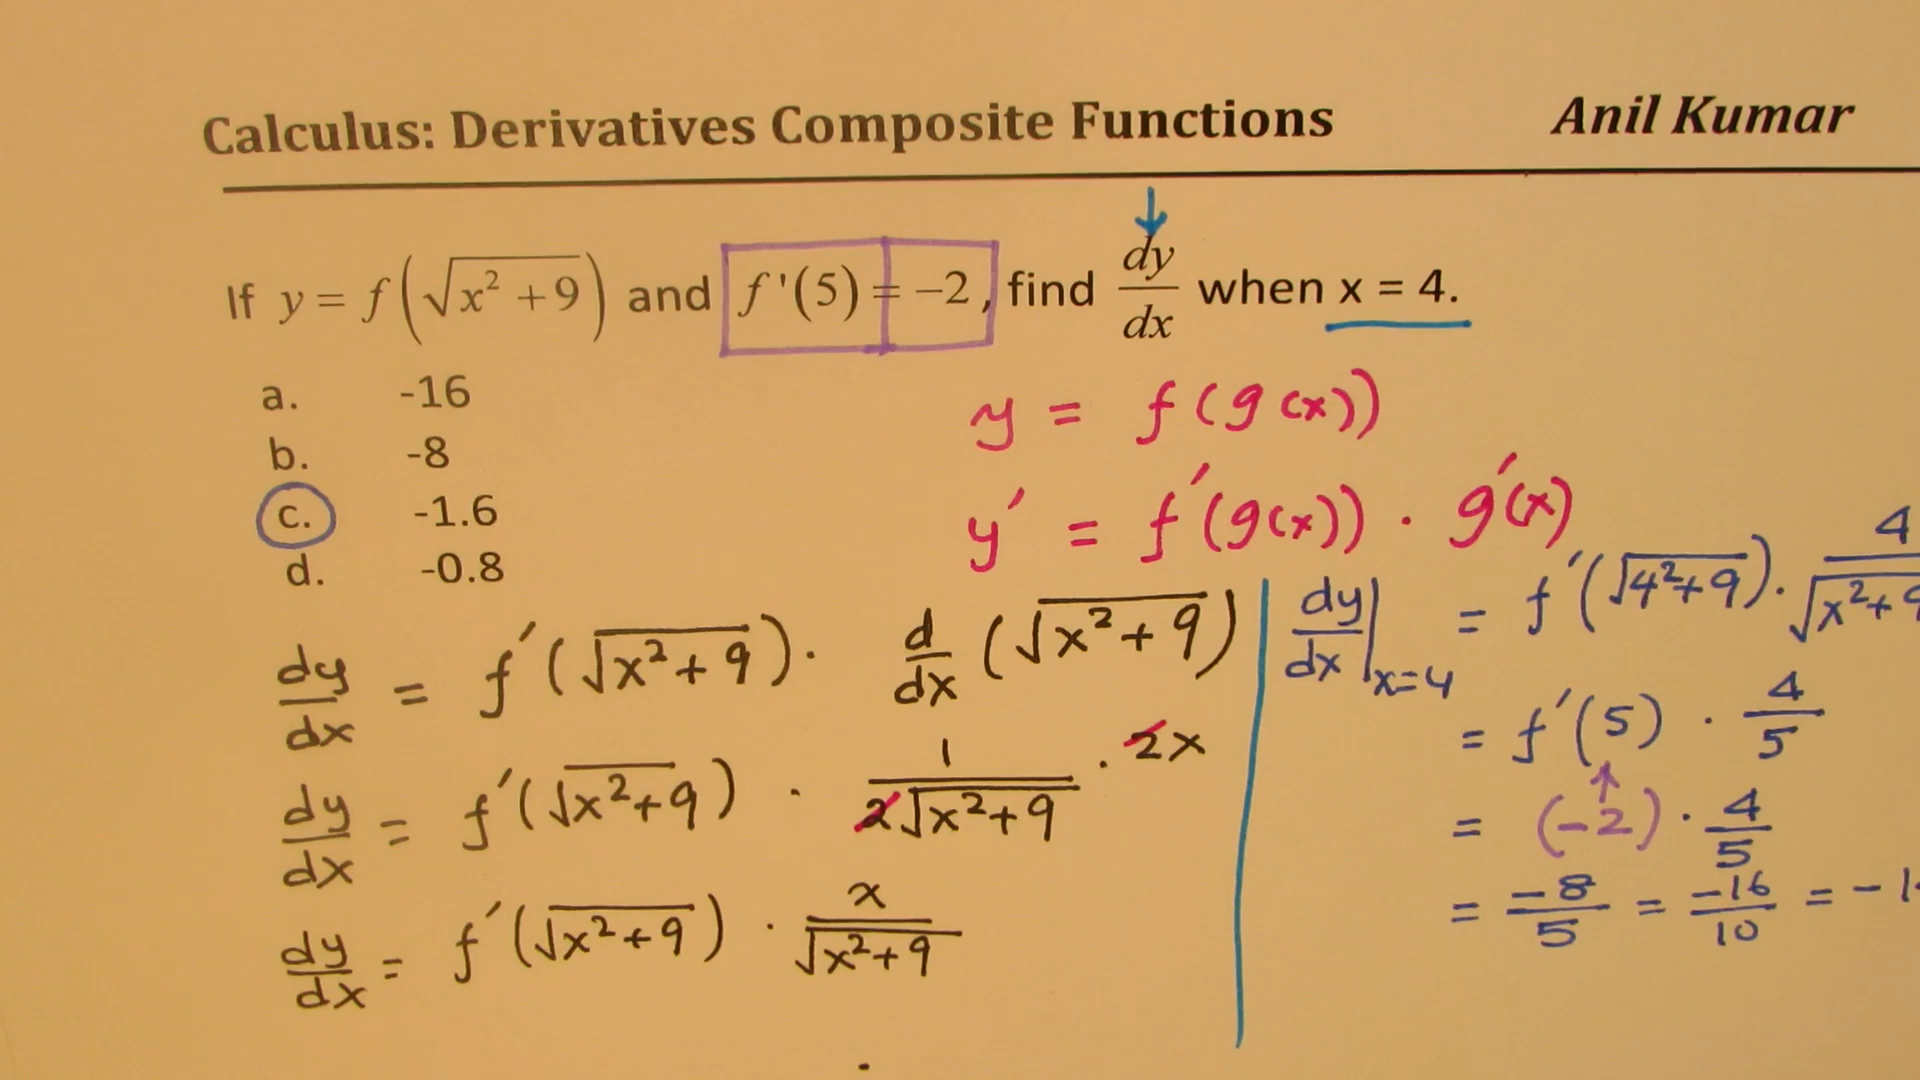 Calculus: Derivatives Composite Functions Anil Kumar
If y = f(√(x² + 9)) and f'(5) = −2, find dy/dx when x = 4.
a. -16
b. -8
c. -1.6
d. -0.8
y = f(g(x))
y' = f'(g(x)) · g'(x)
dy/dx = f'(√(x²+9)) · d/dx (√(x²+9))
dy/dx = f'(√(x²+9)) · 1/(2√(x²+9)) · 2x
dy/dx = f'(√(x²+9)) · x/√(x²+9)
dy/dx|x=4 = f'(√(4²+9)) · 4/√(x²+9
= f'(5) · 4/5
= (−2) · 4/5
= −8/5 = −16/10 = −1